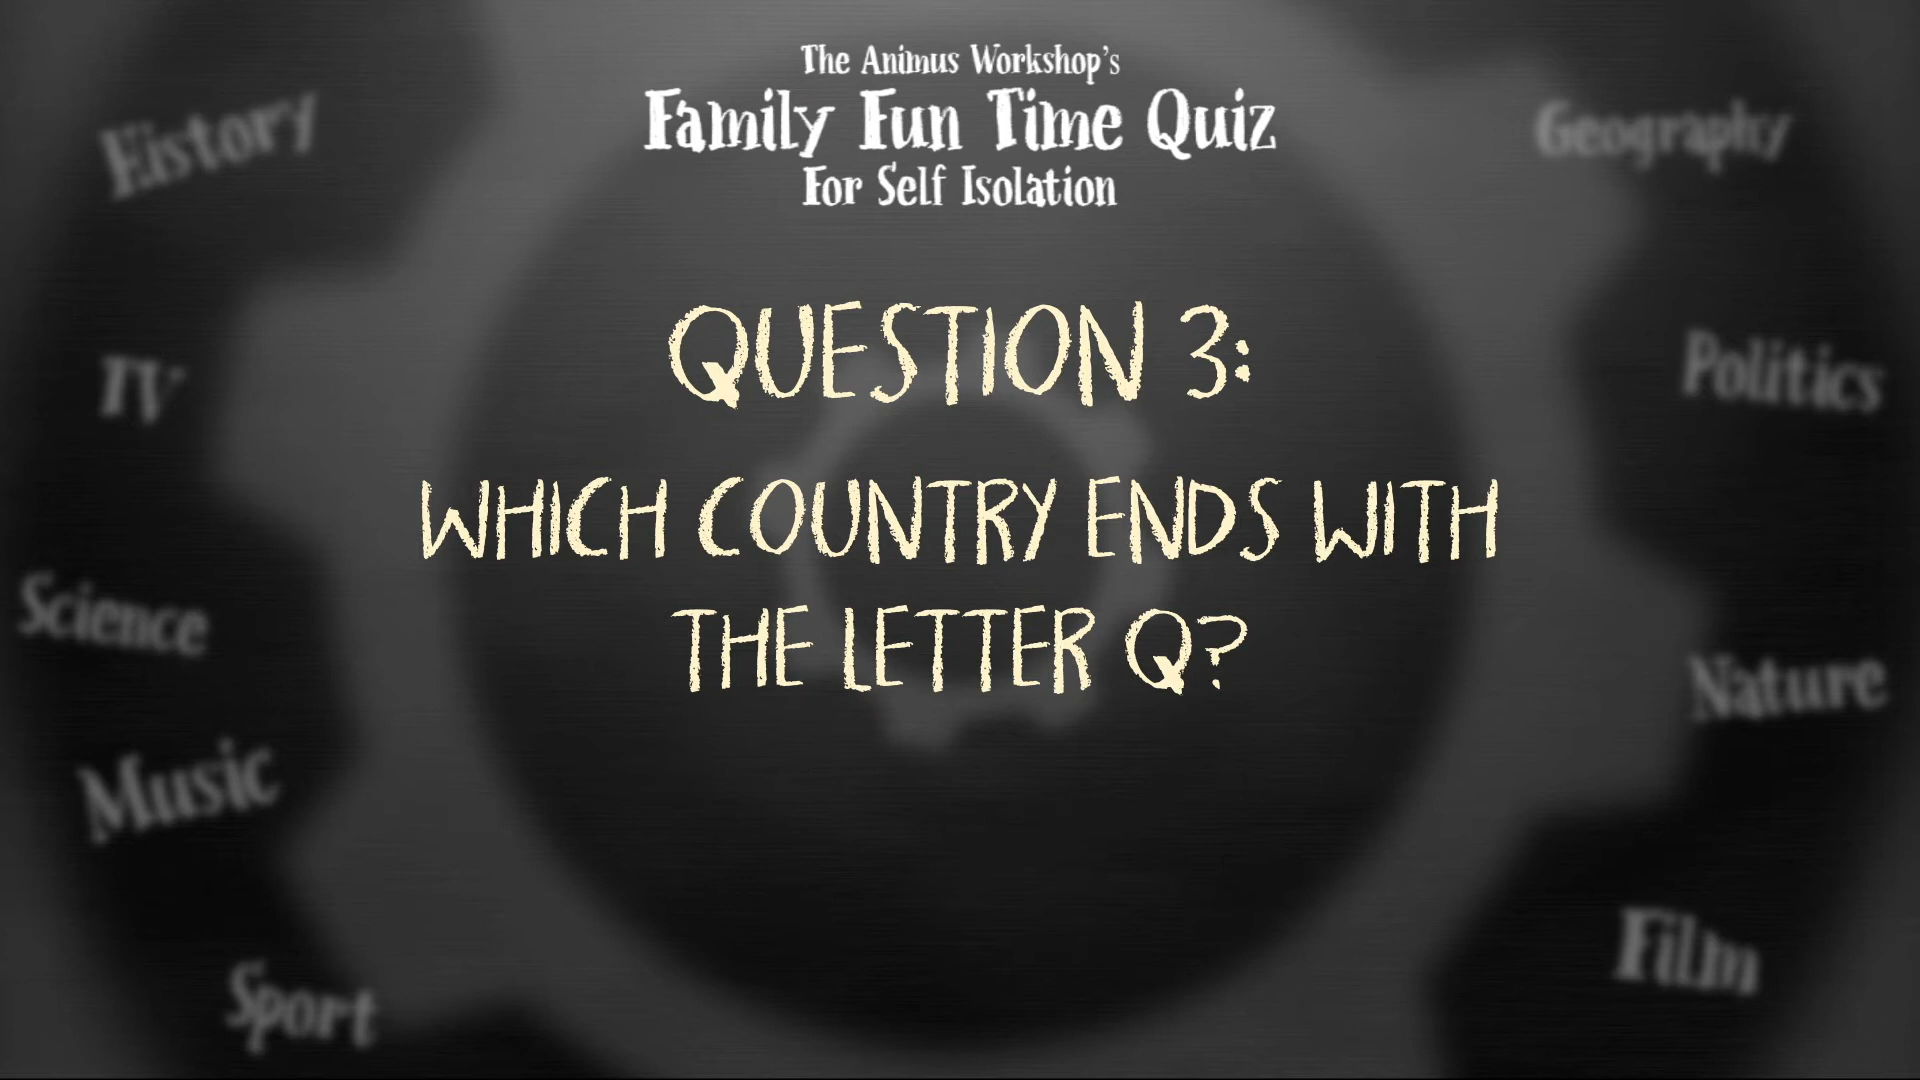 The Animus Workshop's
Family Fun Time Quiz
For Self Isolation
History
Geography
QUESTION 3:
TV
Politics
WHICH COUNTRY ENDS WITH
THE LETTER Q?
Science
Nature
Music
Film
Sport